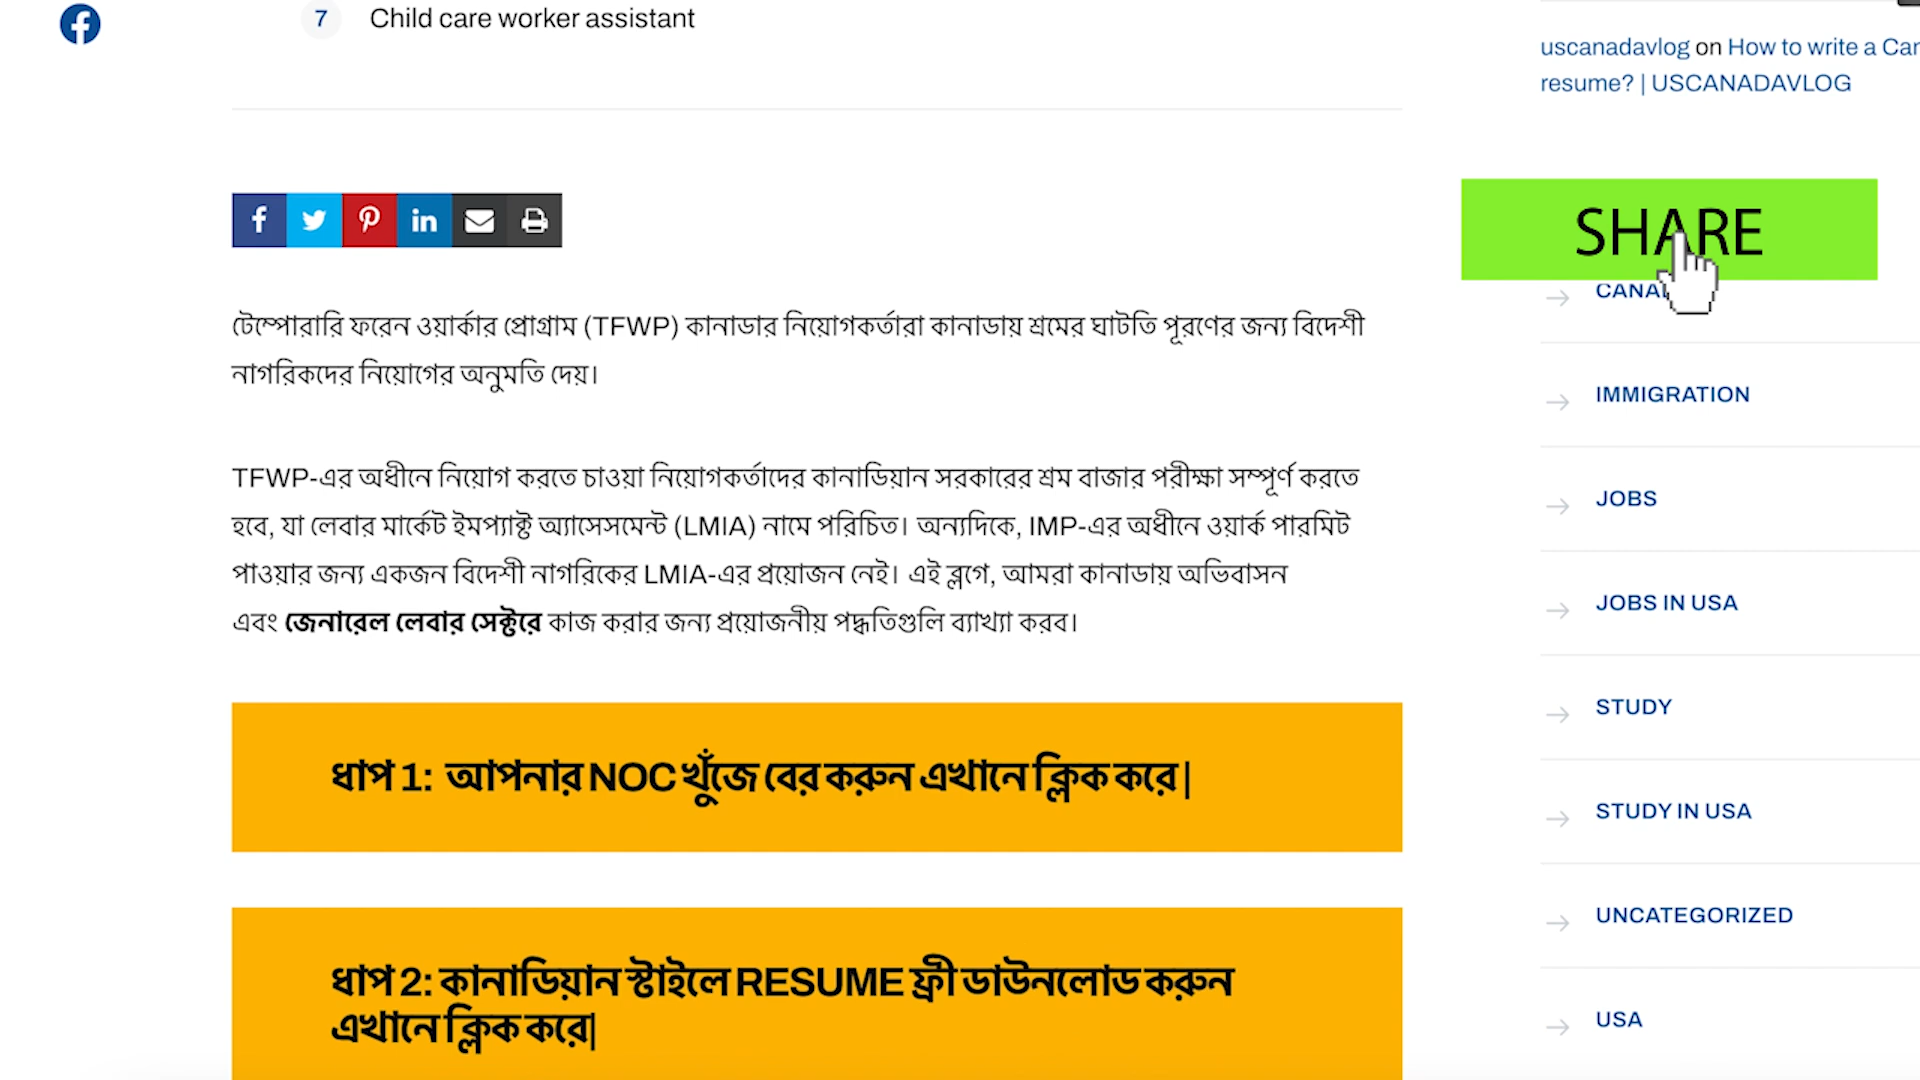 7 Child care worker assistant
uscanadavlog on How to write a Can
resume? | USCANADAVLOG
SHARE
টেম্পোরারি ফরেন ওয়ার্কার প্রোগ্রাম (TFWP) কানাডার নিয়োগকর্তারা কানাডায় শ্রমের ঘাটতি পূরণের জন্য বিদেশী
নাগরিকদের নিয়োগের অনুমতি দেয়।
TFWP-এর অধীনে নিয়োগ করতে চাওয়া নিয়োগকর্তাদের কানাডিয়ান সরকারের শ্রম বাজার পরীক্ষা সম্পূর্ণ করতে
হবে, যা লেবার মার্কেট ইমপ্যাক্ট অ্যাসেসমেন্ট (LMIA) নামে পরিচিত। অন্যদিকে, IMP-এর অধীনে ওয়ার্ক পারমিট
পাওয়ার জন্য একজন বিদেশী নাগরিকের LMIA-এর প্রয়োজন নেই। এই ব্লগে, আমরা কানাডায় অভিবাসন
এবং জেনারেল লেবার সেক্টরে কাজ করার জন্য প্রয়োজনীয় পদ্ধতিগুলি ব্যাখ্যা করব।
ধাপ 1: আপনার NOC খুঁজে বের করুন এখানে ক্লিক করে|
ধাপ 2: কানাডিয়ান স্টাইলে RESUME ফ্রী ডাউনলোড করুন
এখানে ক্লিক করে|
IMMIGRATION
JOBS
JOBS IN USA
STUDY
STUDY IN USA
UNCATEGORIZED
USA